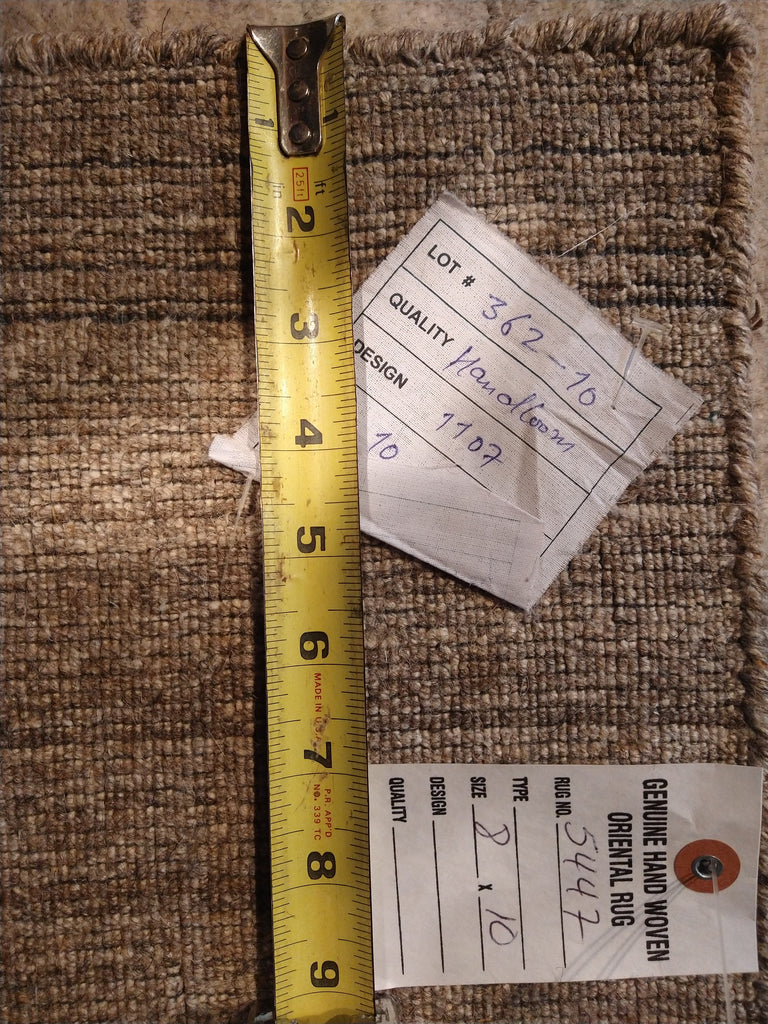 1 1
25ft ft
in
2
3
4
5
6
MADE IN U.S.A.
7
P.R. APP'D
NO. 339 TC
8
9
LOT # 362-10
QUALITY Handloom
DESIGN 1107
10
GENUINE HAND WOVEN
ORIENTAL RUG
RUG NO. 5447
TYPE
SIZE 8 x 10
DESIGN
QUALITY